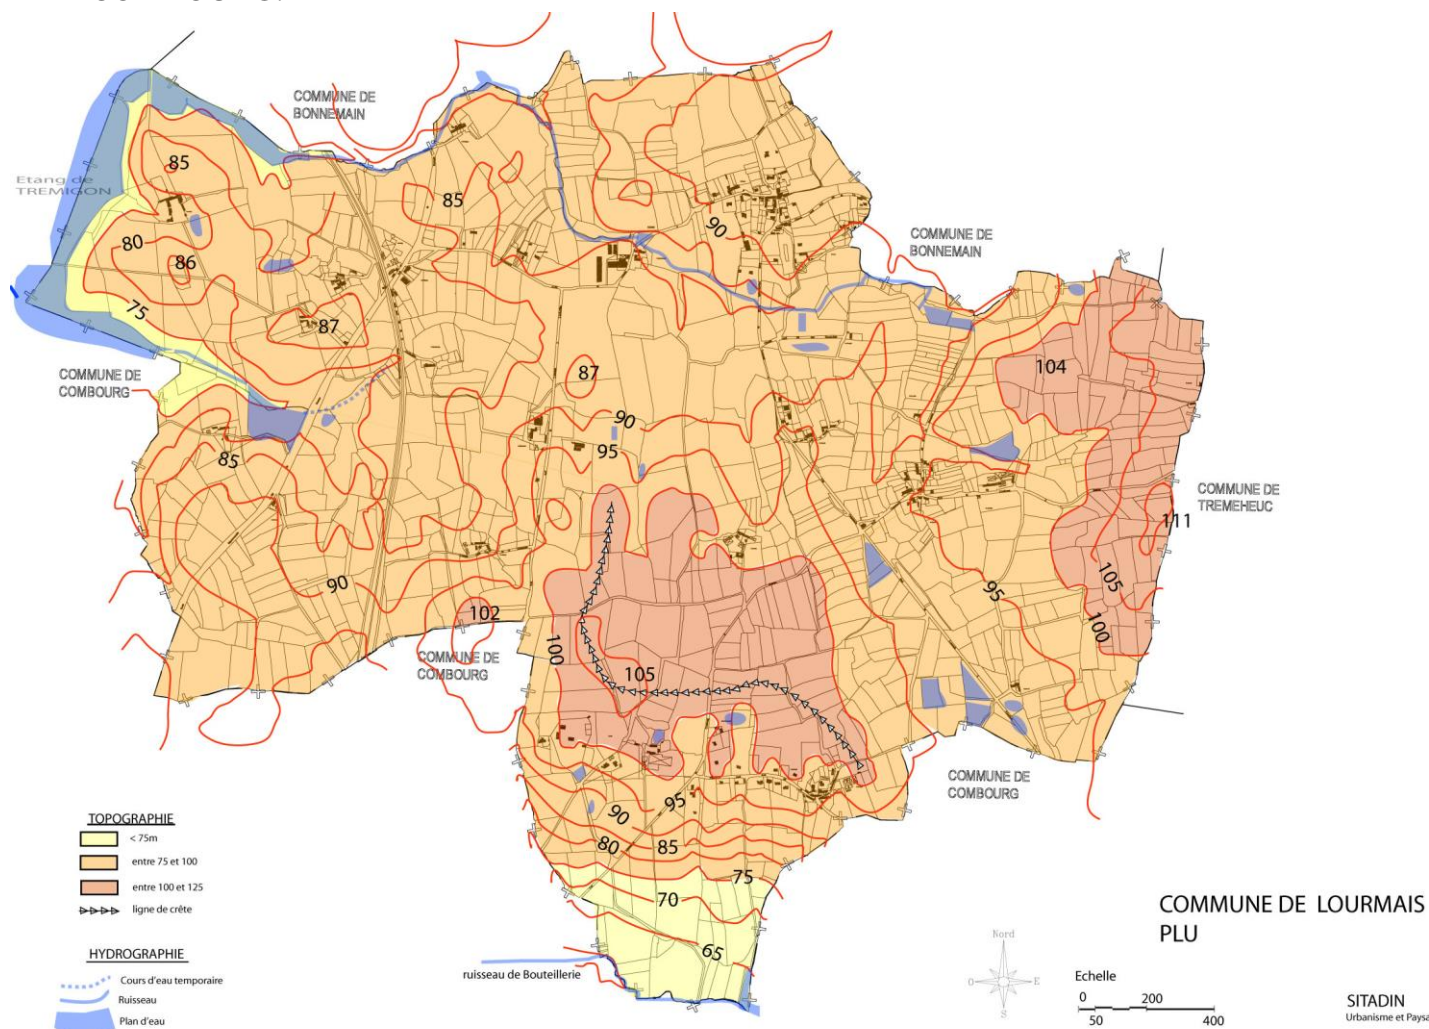 COMMUNE DE
BONNEMAIN
85
Etang de
TREMIGON
85
80
90
86
COMMUNE DE
BONNEMAIN
75
87
104
COMMUNE DE
COMBOURG
87
90
95
85
COMMUNE DE
TREMEHEUC
111
90
95
105
102
100
100
COMMUNE DE
COMBOURG
105
COMMUNE DE
COMBOURG
95
90
80
85
75
70
65
TOPOGRAPHIE
< 75m
entre 75 et 100
entre 100 et 125
ligne de crête
HYDROGRAPHIE
Cours d'eau temporaire
Ruisseau
Plan d'eau
ruisseau de Bouteillerie
Nord
O
E
S
Echelle
0
200
50
400
COMMUNE DE LOURMAIS
PLU
SITADIN